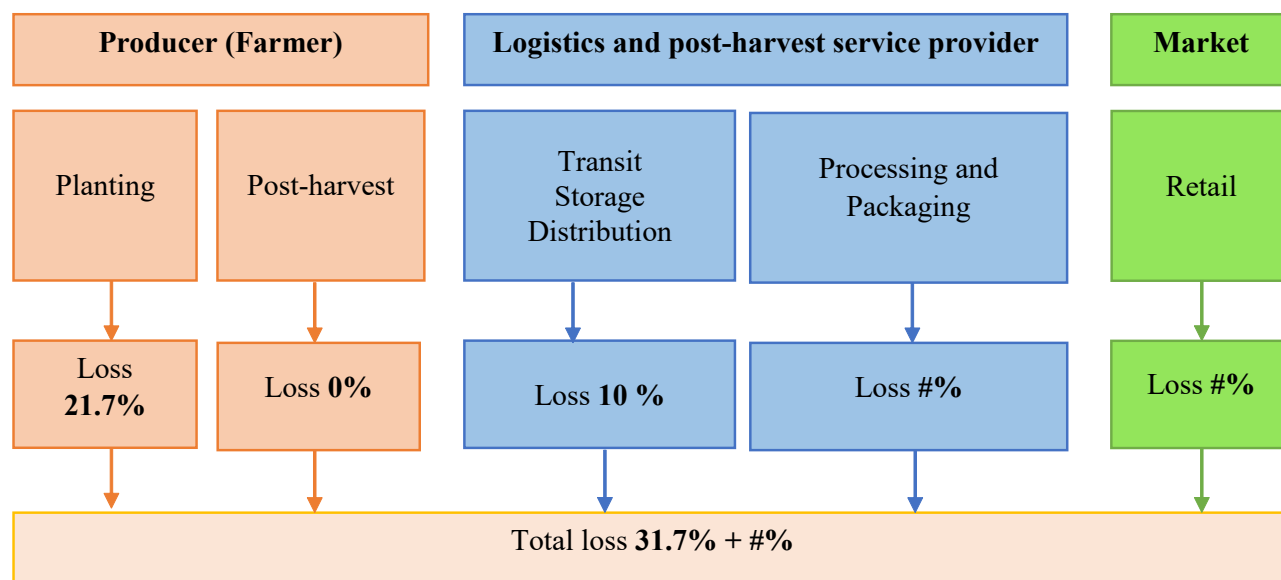 Producer (Farmer)
Logistics and post-harvest service provider
Market
Planting
Post-harvest
Transit
Storage
Distribution
Processing and
Packaging
Retail
Loss
21.7%
Loss 0%
Loss 10 %
Loss #%
Loss #%
Total loss 31.7% + #%